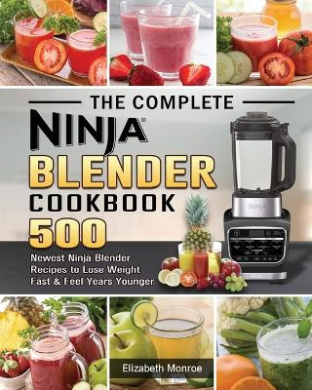 THE COMPLETE
NINJA
BLENDER
COOKBOOK
500
Newest Ninja Blender
Recipes to Lose Weight
Fast & Feel Years Younger
Elizabeth Monroe